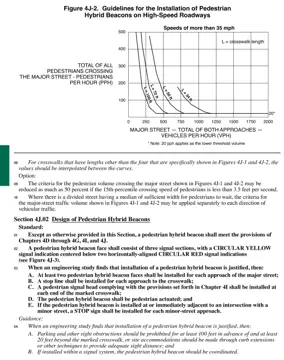 Figure 4J-2. Guidelines for the Installation of Pedestrian
Hybrid Beacons on High-Speed Roadways
Speeds of more than 35 mph
L = crosswalk length
500
400
300
200
100
TOTAL OF ALL
PEDESTRIANS CROSSING
THE MAJOR STREET - PEDESTRIANS
PER HOUR (PPH)
20*
0 250 500 750 1000 1250 1500 1750 2000
MAJOR STREET — TOTAL OF BOTH APPROACHES —
VEHICLES PER HOUR (VPH)
* Note: 20 pph applies as the lower threshold volume
For crosswalks that have lengths other than the four that are specifically shown in Figures 4J-1 and 4J-2, the
values should be interpolated between the curves.
Option:
The criteria for the pedestrian volume crossing the major street shown in Figures 4J-1 and 4J-2 may be
reduced as much as 50 percent if the 15th-percentile crossing speed of pedestrians is less than 3.5 feet per second.
Where there is a divided street having a median of sufficient width for pedestrians to wait, the criteria for
the major-street traffic volume shown in Figures 4J-1 and 4J-2 may be applied separately to each direction of
vehicular traffic.
Section 4J.02 Design of Pedestrian Hybrid Beacons
Standard:
01 Except as otherwise provided in this Section, a pedestrian hybrid beacon shall meet the provisions of
Chapters 4D through 4G, 4I, and 4J.
02 A pedestrian hybrid beacon face shall consist of three signal sections, with a CIRCULAR YELLOW
signal indication centered below two horizontally-aligned CIRCULAR RED signal indications
(see Figure 4J-3).
03 When an engineering study finds that installation of a pedestrian hybrid beacon is justified, then:
A. At least two pedestrian hybrid beacon faces shall be installed for each approach of the major street;
B. A stop line shall be installed for each approach to the crosswalk;
C. A pedestrian signal head complying with the provisions set forth in Chapter 4I shall be installed at
each end of the marked crosswalk;
D. The pedestrian hybrid beacon shall be pedestrian actuated; and
E. If the pedestrian hybrid beacon is installed at or immediately adjacent to an intersection with a
minor street, a STOP sign shall be installed for each minor-street approach.
Guidance:
04 When an engineering study finds that installation of a pedestrian hybrid beacon is justified, then:
A. Parking and other sight obstructions should be prohibited for at least 100 feet in advance of and at least
20 feet beyond the marked crosswalk, or site accommodations should be made through curb extensions
or other techniques to provide adequate sight distance; and
B. If installed within a signal system, the pedestrian hybrid beacon should be coordinated.